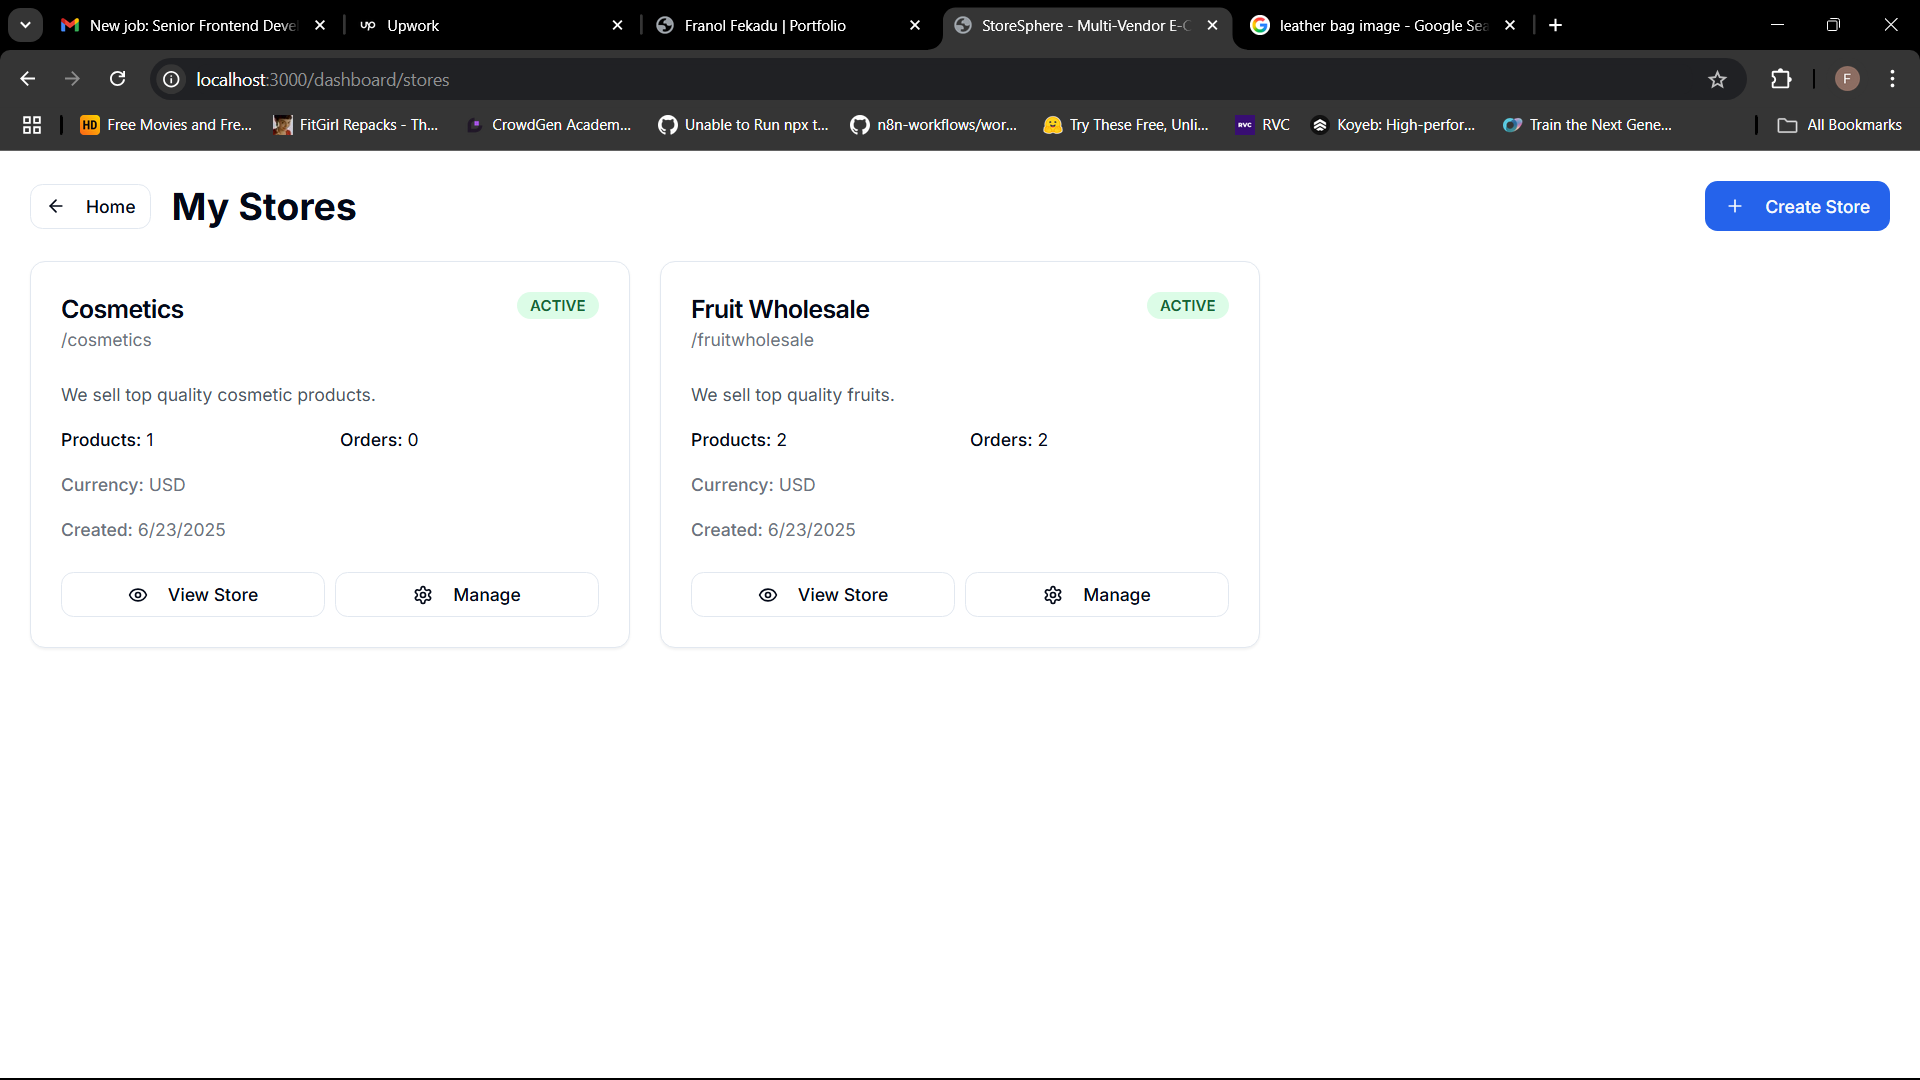 New job: Senior Frontend Deve
Upwork
Franol Fekadu | Portfolio
StoreSphere - Multi-Vendor E-C
leather bag image - Google Sea
localhost:3000/dashboard/stores
F
HD Free Movies and Fre...
FitGirl Repacks - Th...
CrowdGen Academ...
Unable to Run npx t...
n8n-workflows/wor...
Try These Free, Unli...
RVC RVC
Koyeb: High-perfor...
Train the Next Gene...
All Bookmarks
Home
My Stores
Create Store
Cosmetics
ACTIVE
/cosmetics
We sell top quality cosmetic products.
Products: 1 Orders: 0
Currency: USD
Created: 6/23/2025
View Store Manage
Fruit Wholesale
ACTIVE
/fruitwholesale
We sell top quality fruits.
Products: 2 Orders: 2
Currency: USD
Created: 6/23/2025
View Store Manage